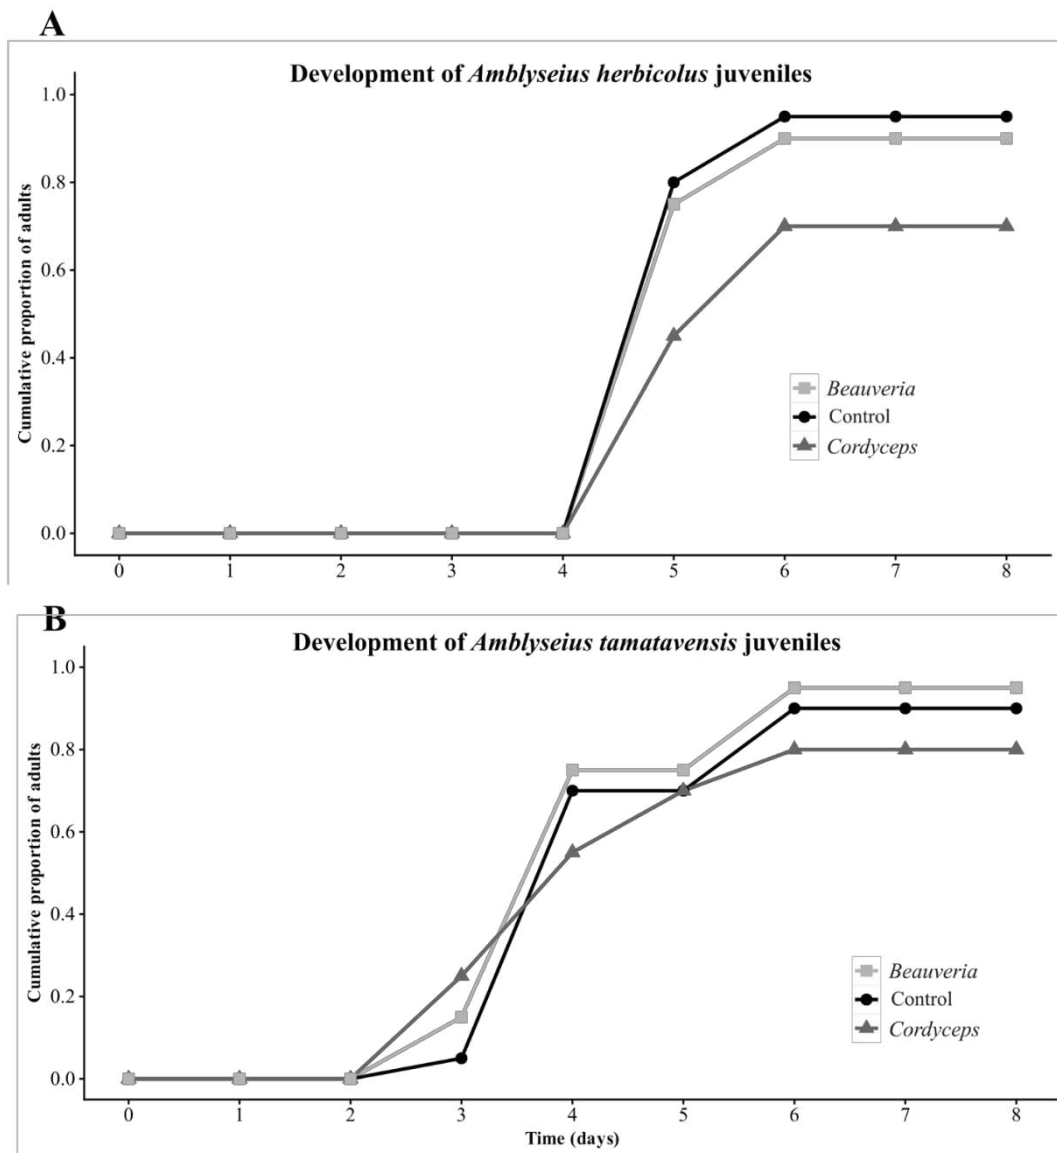 A
Development of Amblyseius herbicolus juveniles
Cumulative proportion of adults
1.0
0.8
0.6
0.4
0.2
0.0
Beauveria
Control
Cordyceps
0 1 2 3 4 5 6 7 8
B
Development of Amblyseius tamatavensis juveniles
Cumulative proportion of adults
1.0
0.8
0.6
0.4
0.2
0.0
Beauveria
Control
Cordyceps
0 1 2 3 4 5 6 7 8
Time (days)